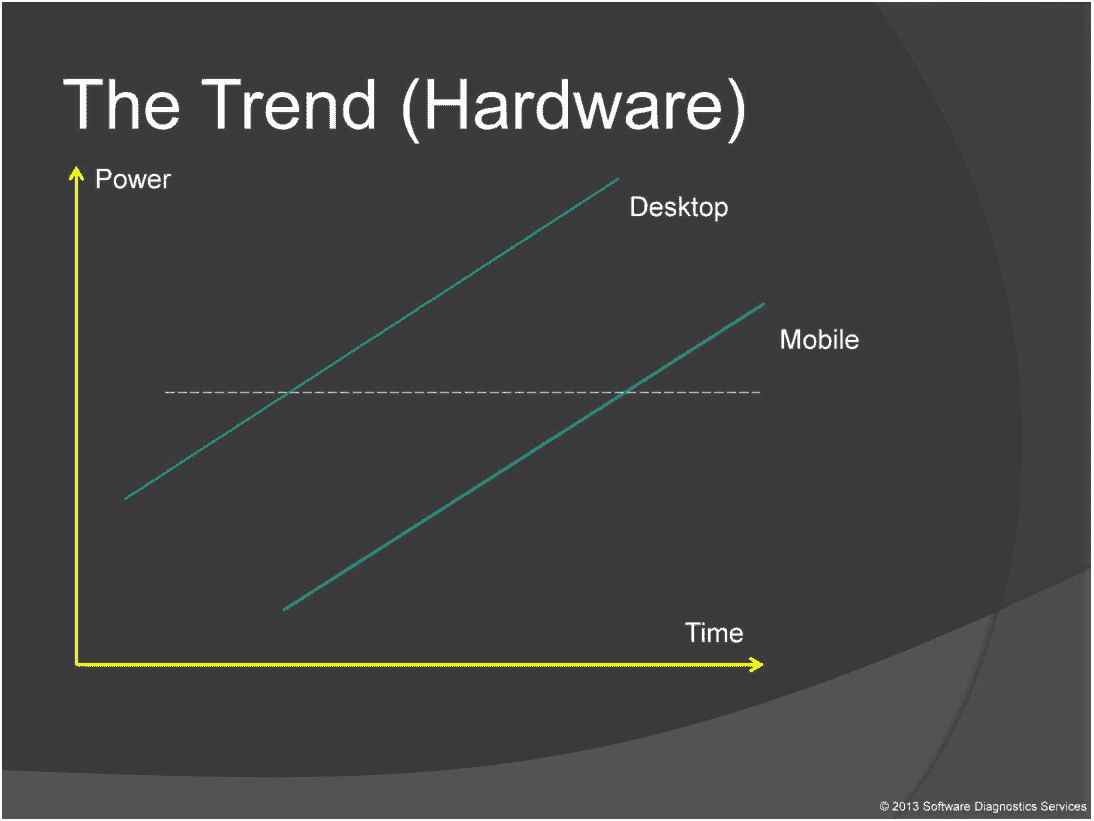 The Trend (Hardware)
Power
Desktop
Mobile
Time
© 2013 Software Diagnostics Services